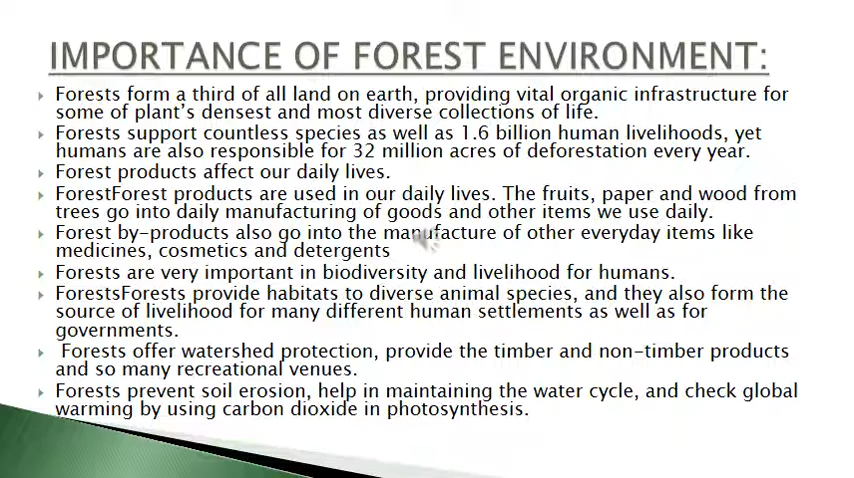 IMPORTANCE OF FOREST ENVIRONMENT:
Forests form a third of all land on earth, providing vital organic infrastructure for
some of plant's densest and most diverse collections of life.
Forests support countless species as well as 1.6 billion human livelihoods, yet
humans are also responsible for 32 million acres of deforestation every year.
Forest products affect our daily lives.
ForestForest products are used in our daily lives. The fruits, paper and wood from
trees go into daily manufacturing of goods and other items we use daily.
Forest by-products also go into the manufacture of other everyday items like
medicines, cosmetics and detergents
Forests are very important in biodiversity and livelihood for humans.
ForestsForests provide habitats to diverse animal species, and they also form the
source of livelihood for many different human settlements as well as for
governments.
Forests offer watershed protection, provide the timber and non-timber products
and so many recreational venues.
Forests prevent soil erosion, help in maintaining the water cycle, and check global
warming by using carbon dioxide in photosynthesis.